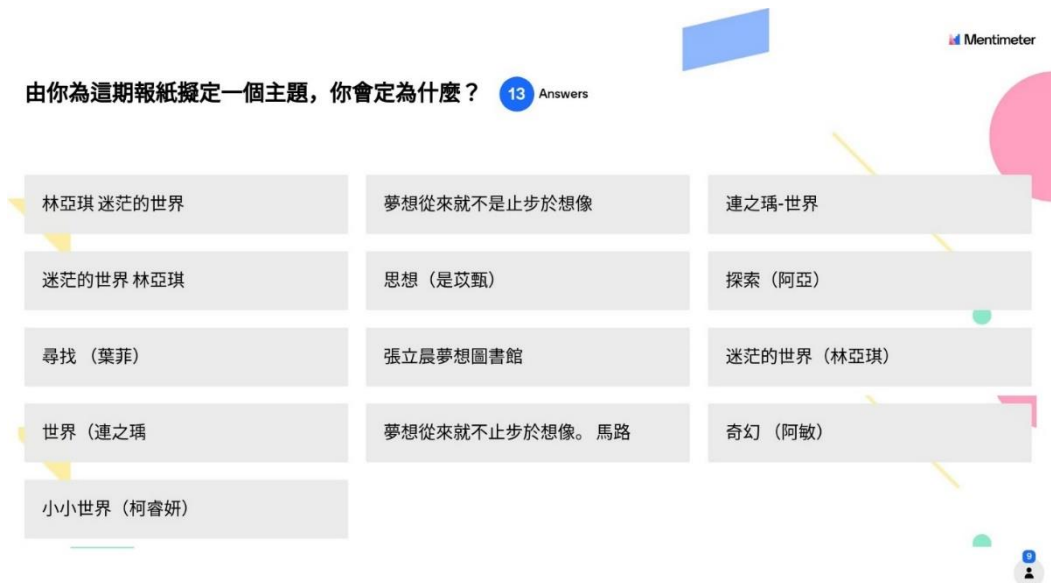 Mentimeter
由你為這期報紙擬定一個主題，你會定為什麼？
13 Answers
林亞琪 迷茫的世界
夢想從來就不是止步於想像
連之瑀-世界
迷茫的世界 林亞琪
思想（是苡甄）
探索（阿亞）
尋找 （葉菲）
張立晨夢想圖書館
迷茫的世界（林亞琪）
世界（連之瑀
夢想從來就不止步於想像。 馬路
奇幻 （阿敏）
小小世界（柯睿妍）
9